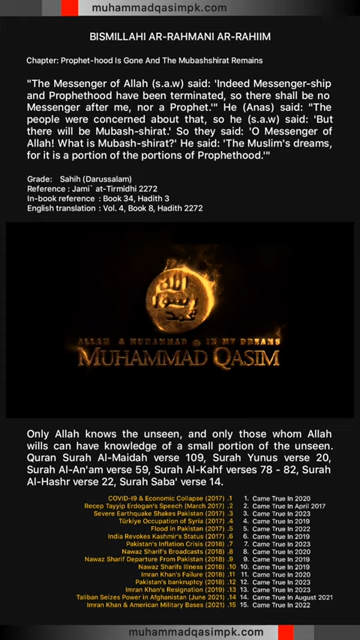 muhammadqasimpk.com
BISMILLAHI AR-RAHMANI AR-RAHIIM
Chapter: Prophet-hood Is Gone And The Mubashshirat Remains
"The Messenger of Allah (s.a.w) said: 'Indeed Messenger-ship
and Prophethood have been terminated, so there shall be no
Messenger after me, nor a Prophet.'" He (Anas) said: "The
people were concerned about that, so he (s.a.w) said: 'But
there will be Mubash-shirat.' So they said: 'O Messenger of
Allah! What is Mubash-shirat?' He said: 'The Muslim's dreams,
for it is a portion of the portions of Prophethood.'"
Grade: Sahih (Darussalam)
Reference : Jami` at-Tirmidhi 2272
In-book reference : Book 34, Hadith 3
English translation : Vol. 4, Book 8, Hadith 2272
الله
رسول
محمد
ALLAH & MUHAMMAD ﷺ IN MY DREAMS
MUHAMMAD QASIM
Only Allah knows the unseen, and only those whom Allah
wills can have knowledge of a small portion of the unseen.
Quran Surah Al-Maidah verse 109, Surah Yunus verse 20,
Surah Al-An'am verse 59, Surah Al-Kahf verses 78 - 82, Surah
Al-Hashr verse 22, Surah Saba' verse 14.
COVID-19 & Economic Collapse (2017) .1 1. Came True In 2020
Recep Tayyip Erdogan's Speech (March 2017) .2 2. Came True In April 2017
Severe Earthquake Shakes Pakistan (2017) .3 3. Came True In 2023
Türkiye Occupation of Syria (2017) .4 4. Came True In 2019
Flood in Pakistan (2017) .5 5. Came True In 2022
India Revokes Kashmir's Status (2017) .6 6. Came True In 2019
Pakistan's Inflation Crisis (2018) .7 7. Came True In 2023
Nawaz Sharif's Broadcasts (2018) .8 8. Came True In 2020
Nawaz Sharif Departure From Pakistan (2018) .9 9. Came True In 2019
Nawaz Sharifs Illness (2018) .10 10. Came True In 2019
Imran Khan's Failure (2018) .11 11. Came True In 2020
Pakistan's bankruptcy (2018) .12 12. Came True In 2023
Imran Khan's Resignation (2019) .13 13. Came True In 2023
Taliban Seizes Power in Afghanistan (June 2021) .14 14. Came True In August 2021
Imran Khan & American Military Bases (2021) .15 15. Came True In 2022
muhammadqasimpk.com